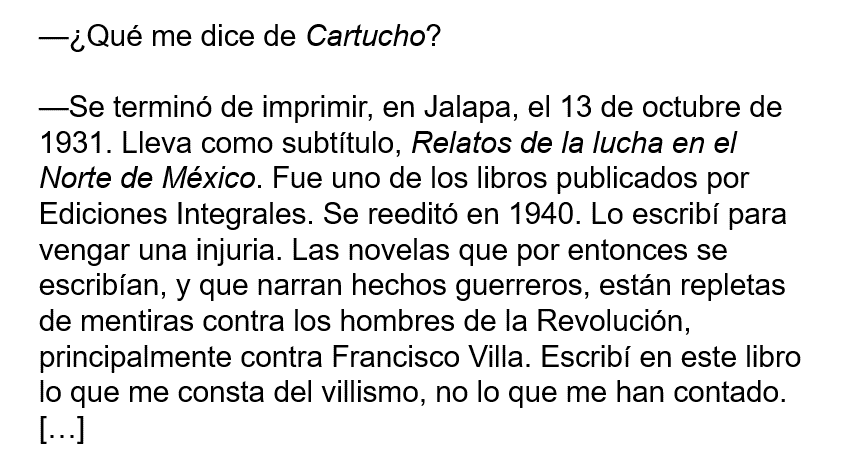 —¿Qué me dice de Cartucho?
—Se terminó de imprimir, en Jalapa, el 13 de octubre de
1931. Lleva como subtítulo, Relatos de la lucha en el
Norte de México. Fue uno de los libros publicados por
Ediciones Integrales. Se reeditó en 1940. Lo escribí para
vengar una injuria. Las novelas que por entonces se
escribían, y que narran hechos guerreros, están repletas
de mentiras contra los hombres de la Revolución,
principalmente contra Francisco Villa. Escribí en este libro
lo que me consta del villismo, no lo que me han contado.
[…]